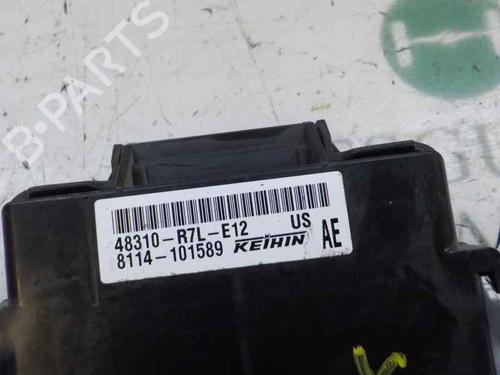 B-PARTS
48310-R7L-E12 US
8114-101589 KEIHIN AE